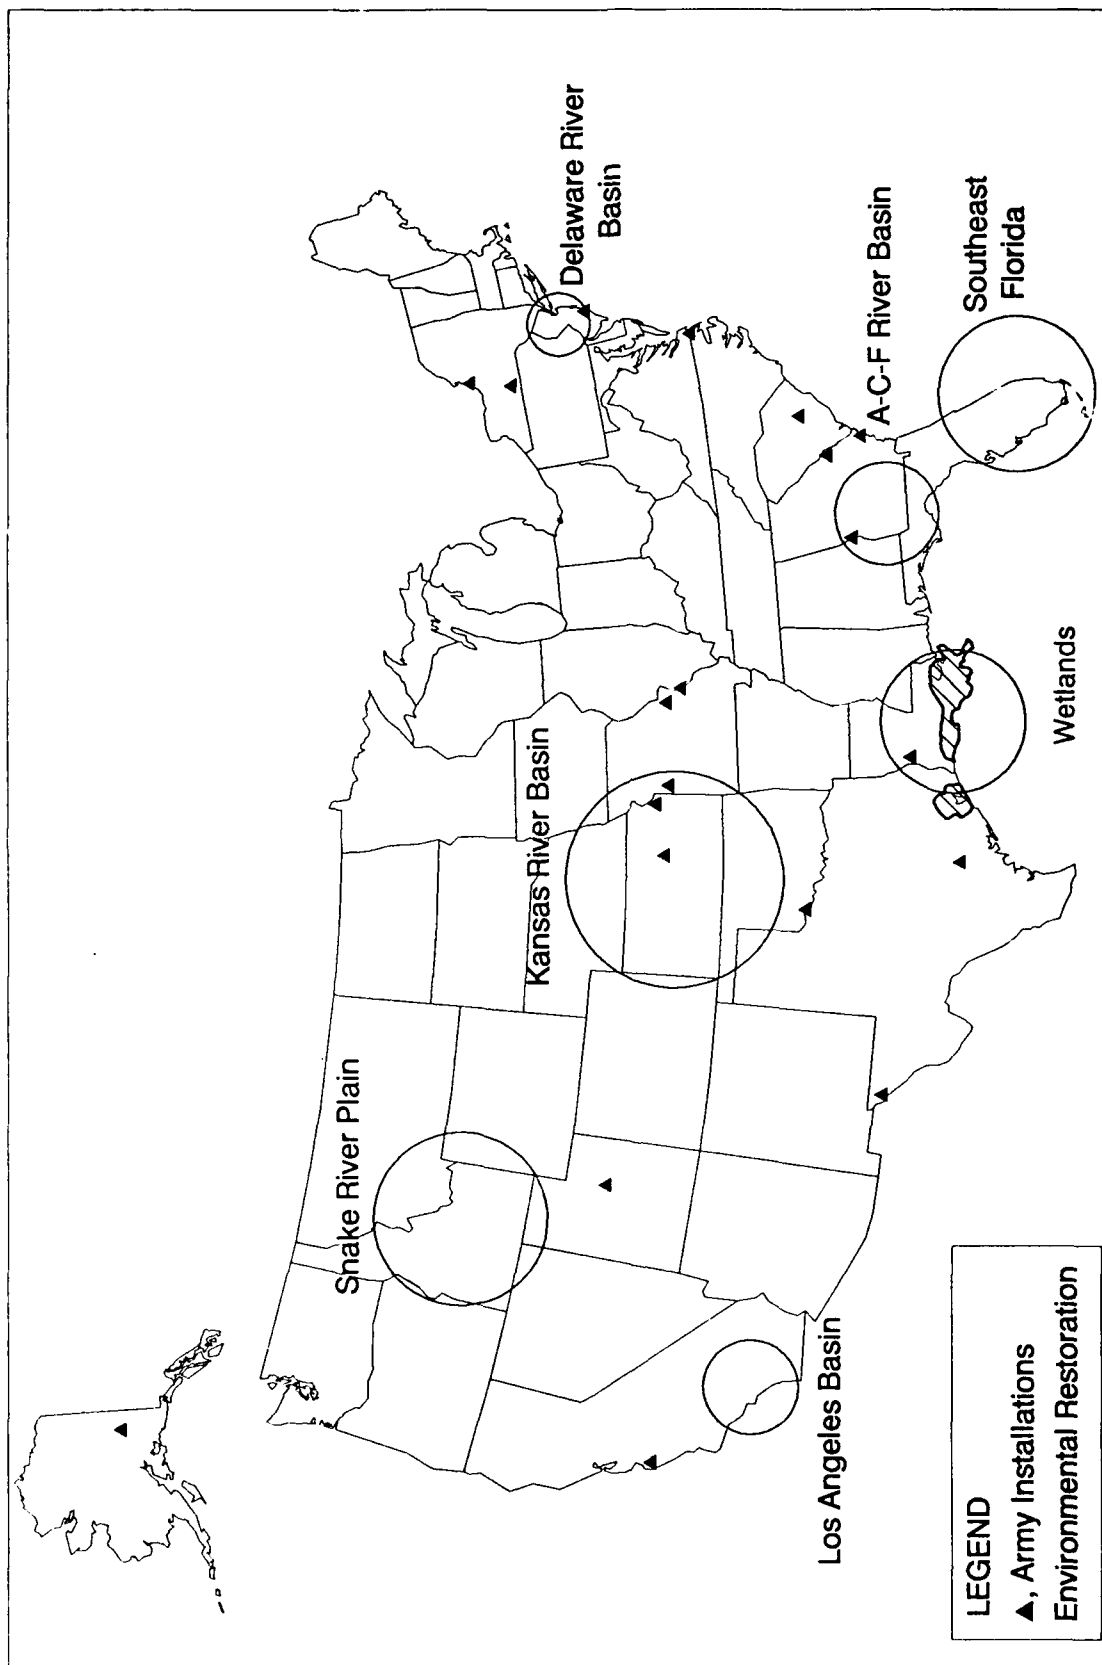 Snake River Plain
Kansas River Basin
Delaware River
Basin
Los Angeles Basin
Wetlands
A-C-F River Basin
Southeast
Florida
LEGEND
▲, Army Installations
Environmental Restoration